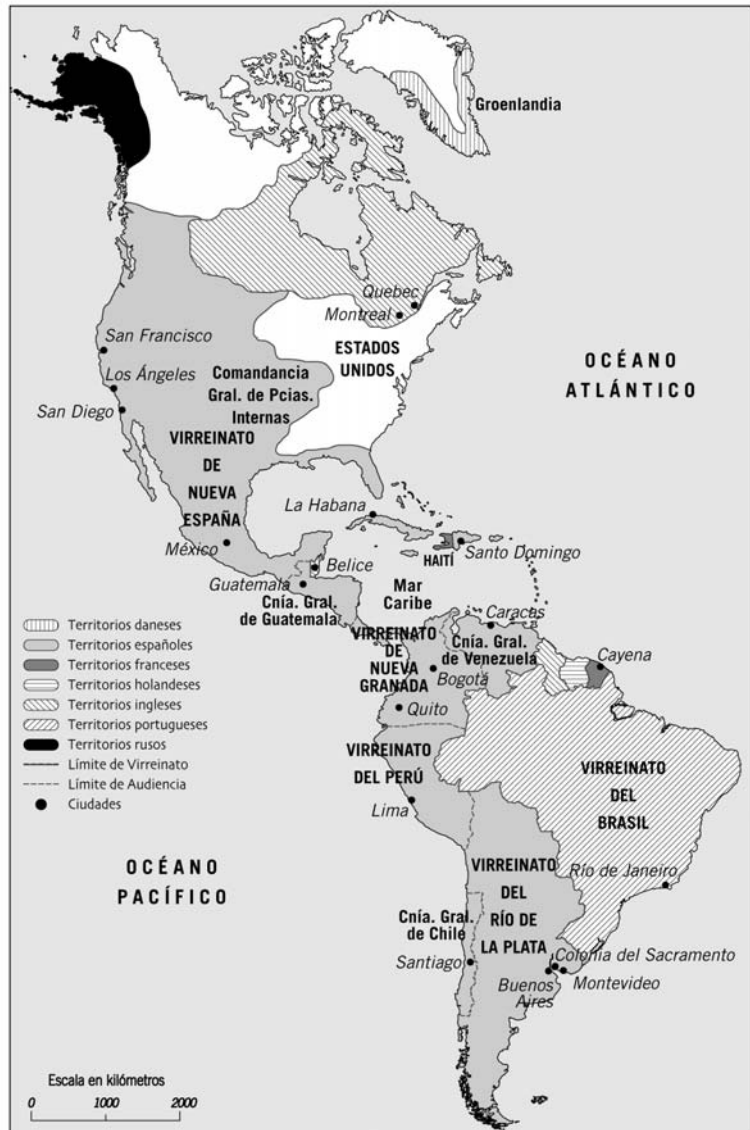 Groenlandia
Quebec
Montreal
ESTADOS
UNIDOS
OCÉANO
ATLÁNTICO
San Francisco
Los Ángeles
San Diego
Comandancia
Gral. de Pcias.
Internas
VIRREINATO
DE
NUEVA
ESPAÑA
La Habana
México
Belice
HAITÍ
Santo Domingo
Guatemala
Cnía. Gral.
de Guatemala
Mar
Caribe
Caracas
VIRREINATO
DE
NUEVA
GRANADA
Cnía. Gral.
de Venezuela
Cayena
Bogotá
Quito
Territorios daneses
Territorios españoles
Territorios franceses
Territorios holandeses
Territorios ingleses
Territorios portugueses
Territorios rusos
Límite de Virreinato
Límite de Audiencia
Ciudades
VIRREINATO
DEL PERÚ
Lima
VIRREINATO
DEL
BRASIL
OCÉANO
PACÍFICO
VIRREINATO
DEL
RÍO DE
LA PLATA
Río de Janeiro
Cnía. Gral.
de Chile
Santiago
Colonia del Sacramento
Buenos
Aires
Montevideo
Escala en kilómetros
0 1000 2000